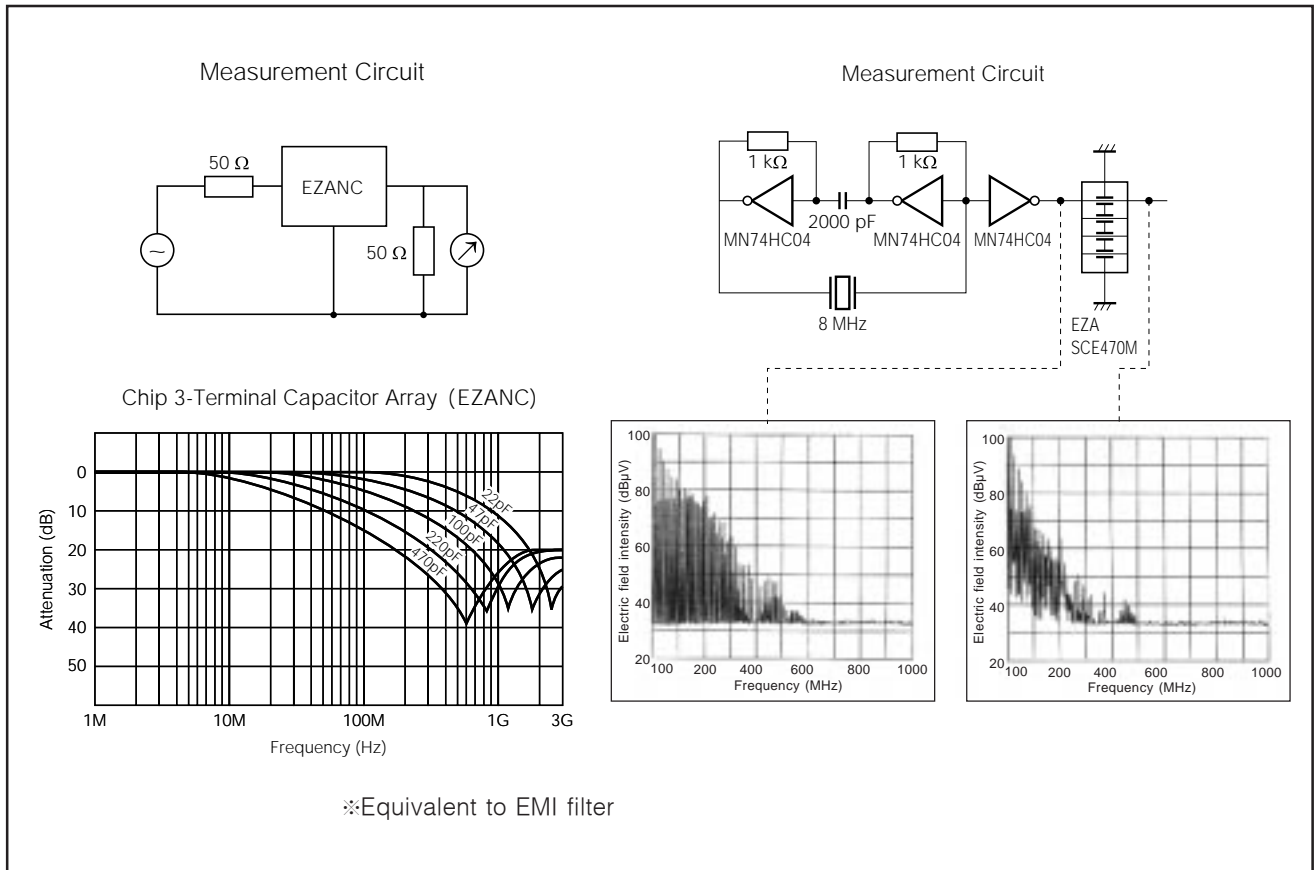 Measurement Circuit
50 Ω
EZANC
50 Ω
~
Chip 3-Terminal Capacitor Array (EZANC)
Attenuation (dB)
0
10
20
30
40
50
22pF
47pF
100pF
220pF
470pF
1M 10M 100M 1G 3G
Frequency (Hz)
Measurement Circuit
1 kΩ 1 kΩ
2000 pF
MN74HC04 MN74HC04 MN74HC04
8 MHz
EZA
SCE470M
Electric field intensity (dBµV)
100
80
60
40
20
100 200 400 600 800 1000
Frequency (MHz)
Electric field intensity (dBµV)
100
80
60
40
20
100 200 400 600 800 1000
Frequency (MHz)
※Equivalent to EMI filter